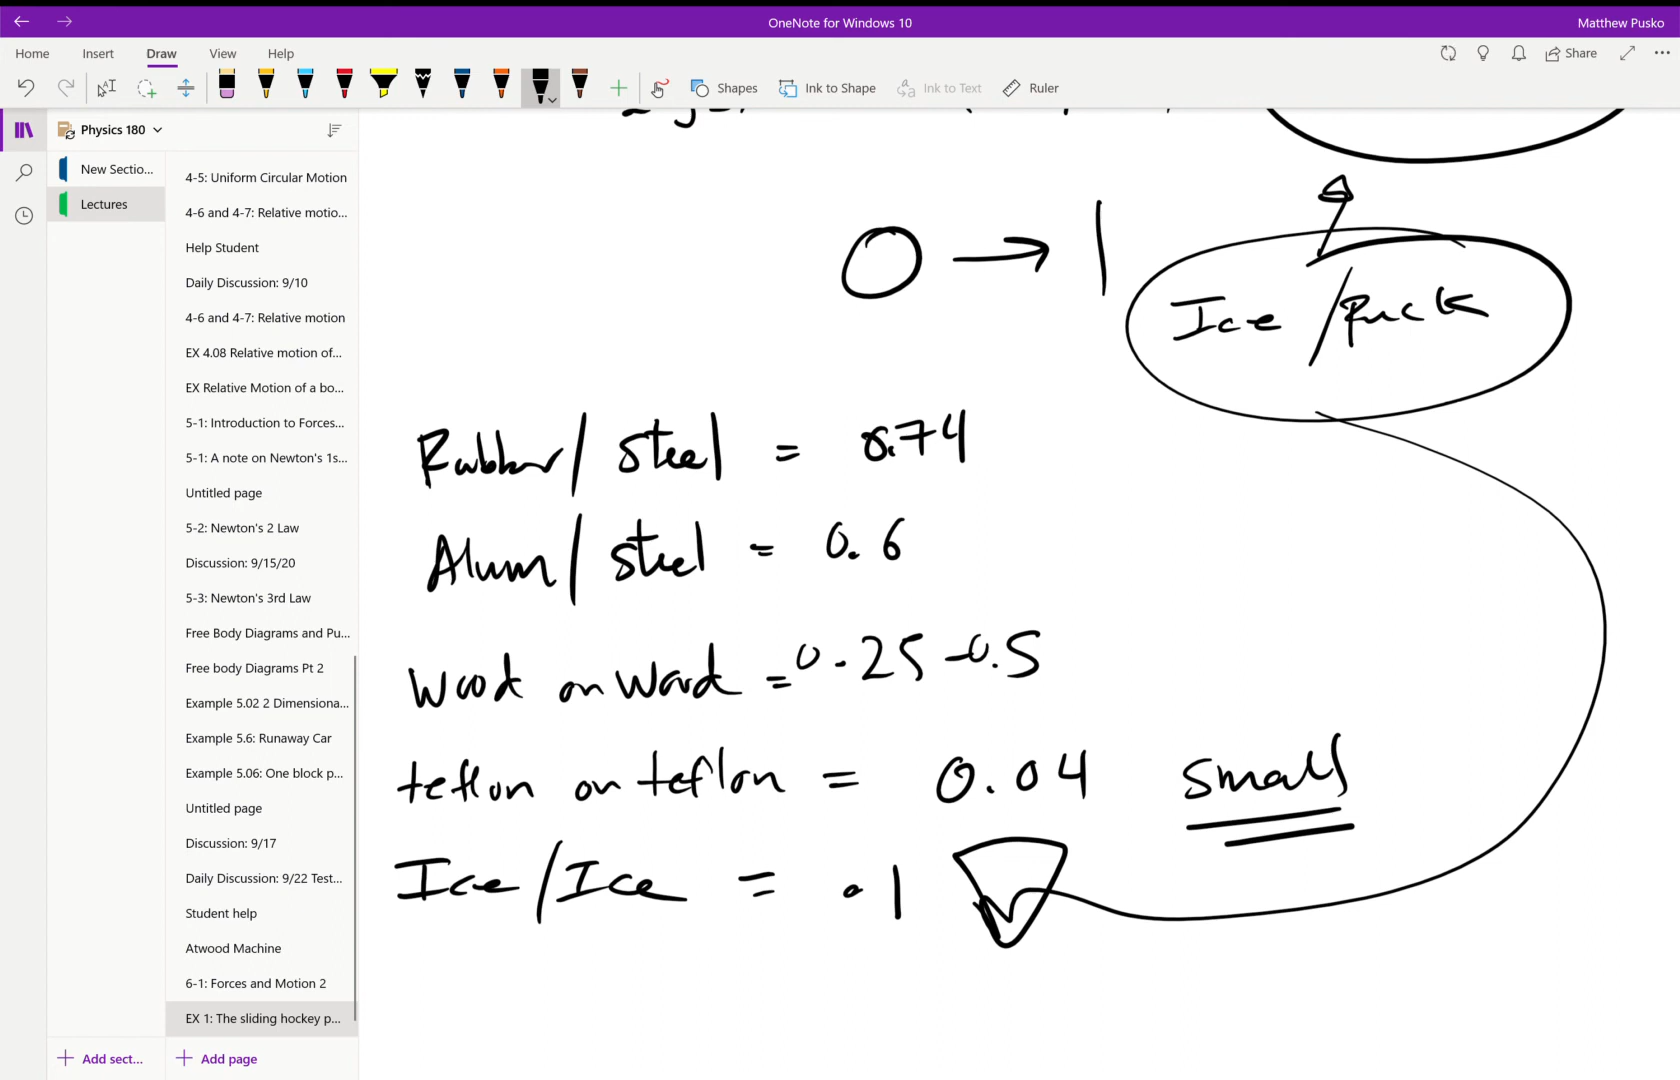 OneNote for Windows 10
Matthew Pusko
Home Insert Draw View Help
Share
Shapes Ink to Shape Ink to Text Ruler
Physics 180
New Sectio...
Lectures
4-5: Uniform Circular Motion
4-6 and 4-7: Relative motio...
Help Student
Daily Discussion: 9/10
4-6 and 4-7: Relative motion
EX 4.08 Relative motion of...
EX Relative Motion of a bo...
5-1: Introduction to Forces...
5-1: A note on Newton's 1s...
Untitled page
5-2: Newton's 2 Law
Discussion: 9/15/20
5-3: Newton's 3rd Law
Free Body Diagrams and Pu...
Free body Diagrams Pt 2
Example 5.02 2 Dimensiona...
Example 5.6: Runaway Car
Example 5.06: One block p...
Untitled page
Discussion: 9/17
Daily Discussion: 9/22 Test...
Student help
Atwood Machine
6-1: Forces and Motion 2
EX 1: The sliding hockey p...
Add sect...
Add page
0 → 1
Ice / Puck
Rubber / steel = 0.74
Alum / steel = 0.6
Wood on Wood = 0.25 - 0.5
teflon on teflon = 0.04 small
Ice / Ice = .1